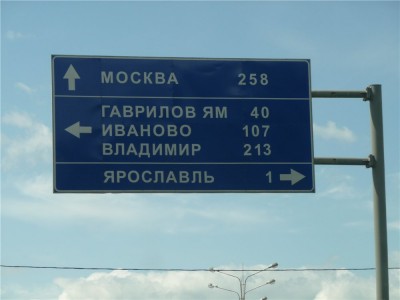 МОСКВА 258
ГАВРИЛОВ ЯМ 40
ИВАНОВО 107
ВЛАДИМИР 213
ЯРОСЛАВЛЬ 1